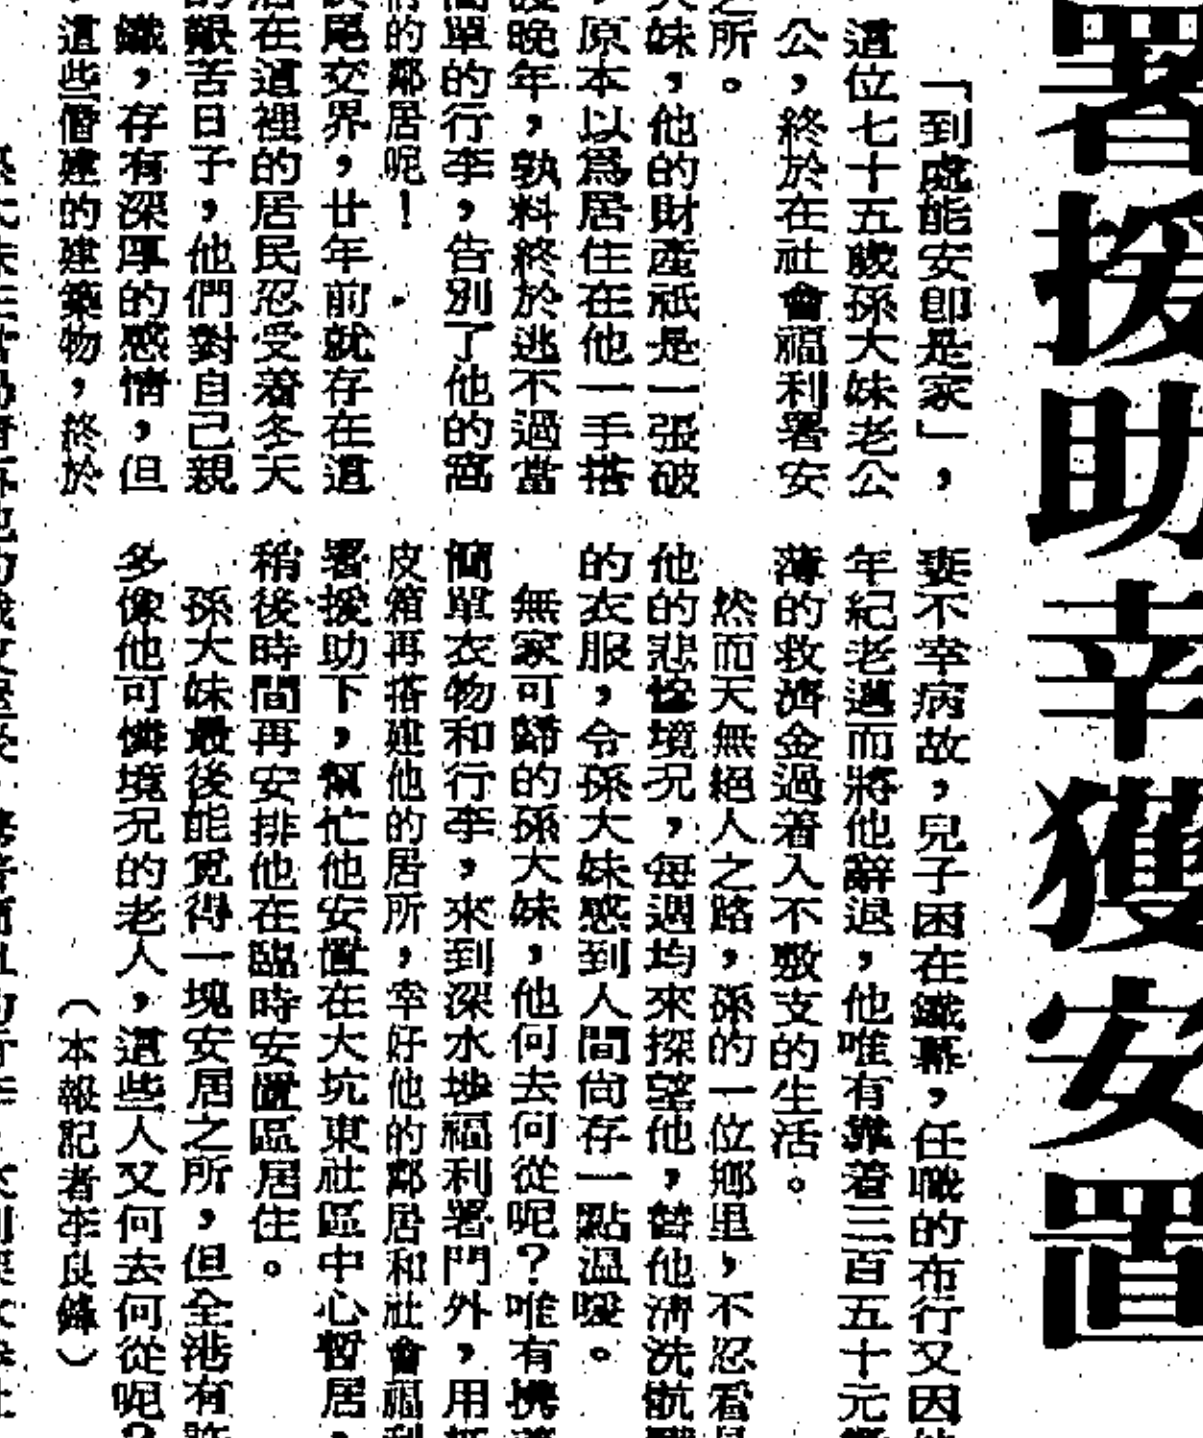 署援助幸獲安置
「到處能安卽是家」，
這位七十五歲孫大妹老公
公，終於在社會福利署安
之所。
大妹，他的財產祇是一張破
，原本以爲居住在他一手搭
晚年，孰料終於逃不過當
簡單的行李，告別了他的窩
的鄰居呢！
尾交界，廿年前就存在這
居在這裡的居民忍受着冬天
的艱苦日子，他們對自己親
鐵，存有深厚的感情，但
，這些僭建的建築物，終於
妻不幸病故，兒子困在鐵幕，任職的布行又因他
年紀老邁而將他辭退，他唯有靠着三百五十元
薄的救濟金過着入不敷支的生活。
然而天無絕人之路，孫的一位鄉里，不忍看
他的悲慘境況，每週均來探望他，替他清洗骯髒
的衣服，令孫大妹感到人間尙存一點温暖。
無家可歸的孫大妹，他何去何從呢？唯有携
簡單衣物和行李，來到深水埗福利署門外，用
皮箱再搭建他的居所，幸好他的鄰居和社會福利
署援助下，幫忙他安置在大坑東社區中心暫居，
稍後時間再安排他在臨時安置區居住。
孫大妹最後能覓得一塊安居之所，但全港有許
多像他可憐境況的老人，這些人又何去何從呢？
（本報記者李良鋒）